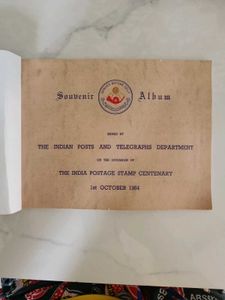 Souvenir Album
ISSUED BY
THE INDIAN POSTS AND TELEGRAPHS DEPARTMENT
ON THE OCCASION OF
THE INDIA POSTAGE STAMP CENTENARY
1ST OCTOBER 1954